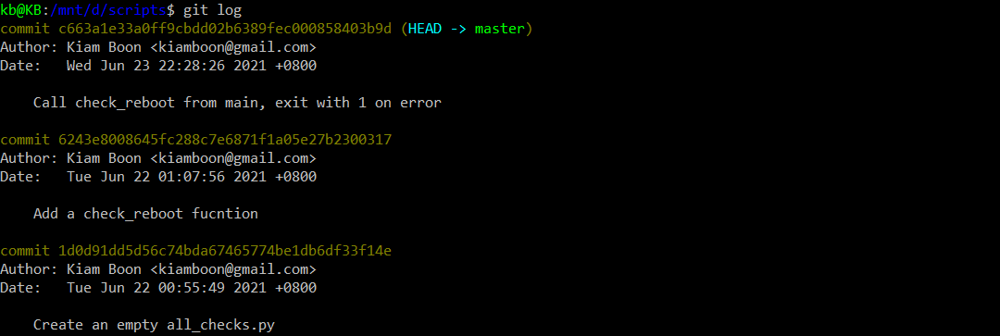 kb@KB:/mnt/d/scripts$ git log
commit c663a1e33a0ff9cbdd02b6389fec000858403b9d (HEAD -> master)
Author: Kiam Boon <kiamboon@gmail.com>
Date:   Wed Jun 23 22:28:26 2021 +0800
    Call check_reboot from main, exit with 1 on error
commit 6243e8008645fc288c7e6871f1a05e27b2300317
Author: Kiam Boon <kiamboon@gmail.com>
Date:   Tue Jun 22 01:07:56 2021 +0800
    Add a check_reboot fucntion
commit 1d0d91dd5d56c74bda67465774be1db6df33f14e
Author: Kiam Boon <kiamboon@gmail.com>
Date:   Tue Jun 22 00:55:49 2021 +0800
    Create an empty all_checks.py